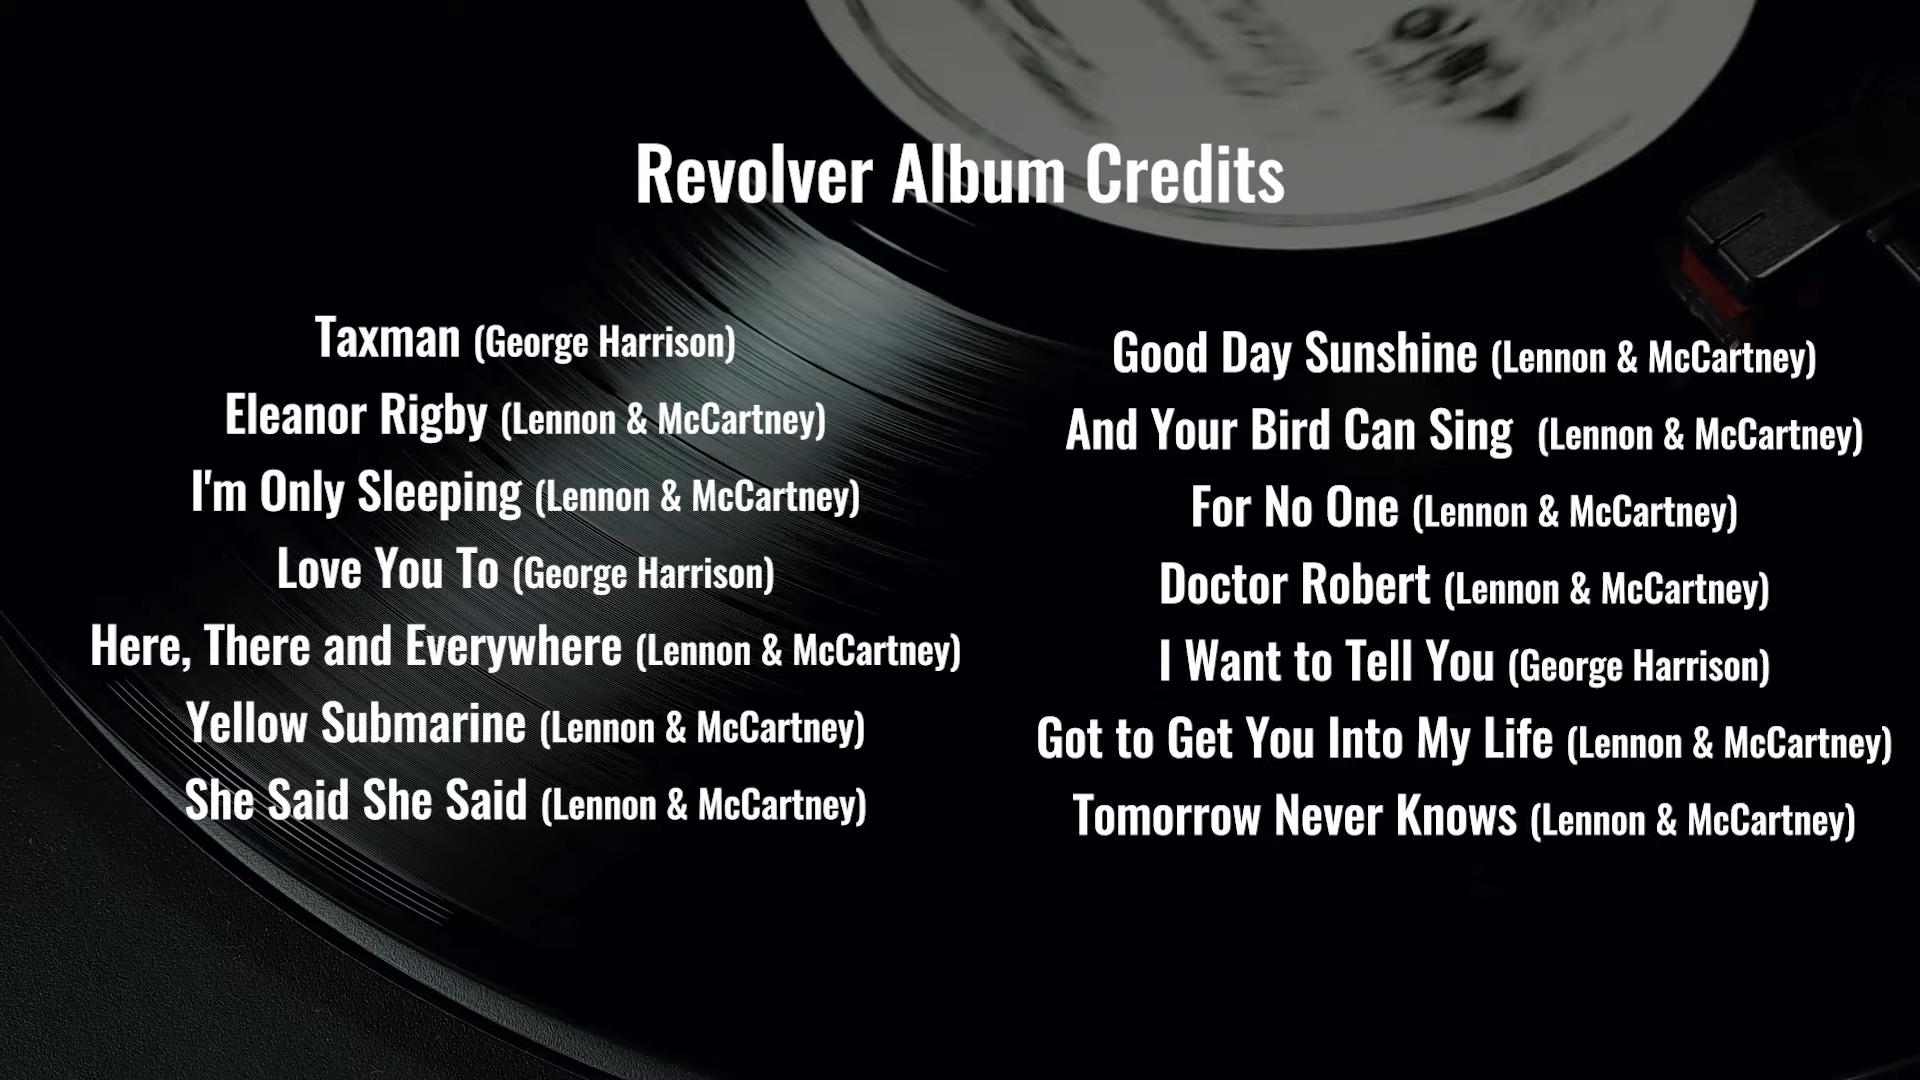 Revolver Album Credits
Taxman (George Harrison)
Eleanor Rigby (Lennon & McCartney)
I'm Only Sleeping (Lennon & McCartney)
Love You To (George Harrison)
Here, There and Everywhere (Lennon & McCartney)
Yellow Submarine (Lennon & McCartney)
She Said She Said (Lennon & McCartney)
Good Day Sunshine (Lennon & McCartney)
And Your Bird Can Sing (Lennon & McCartney)
For No One (Lennon & McCartney)
Doctor Robert (Lennon & McCartney)
I Want to Tell You (George Harrison)
Got to Get You Into My Life (Lennon & McCartney)
Tomorrow Never Knows (Lennon & McCartney)